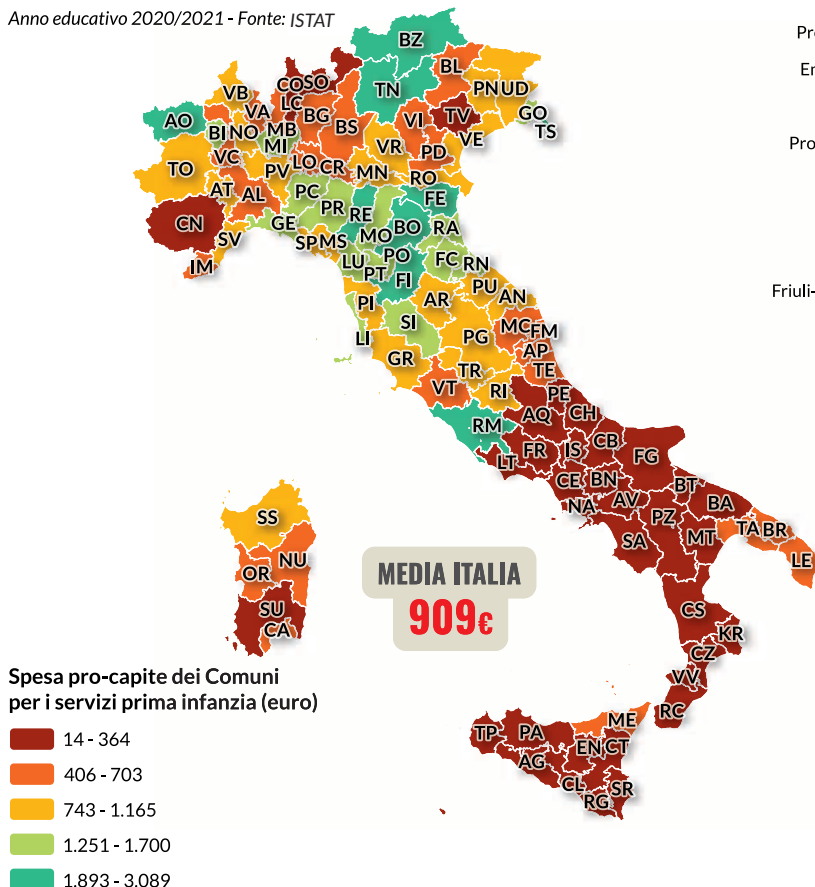 Anno educativo 2020/2021 - Fonte: ISTAT
Pr
Er
Pro
Friuli-
BZ
BL
TN
CO
SO
LC
VB
VA
BG
BS
PN
UD
GO
TS
TV
VI
AO
BI
NO
MB
MI
VR
VE
PD
TO
VC
LO
CR
PV
MN
RO
AT
AL
PC
FE
PR
RE
CN
GE
MO
BO
RA
SV
SP
MS
PO
FC
RN
IM
LU
PT
FI
PU
AN
PI
AR
SI
LI
PG
MC
FM
AP
GR
TR
TE
VT
RI
PE
AQ
CH
RM
FR
IS
CB
FG
LT
CE
BN
BT
BA
NA
AV
PZ
SA
MT
TA
BR
LE
SS
OR
NU
SU
CA
CS
KR
CZ
VV
RC
ME
TP
PA
EN
CT
AG
CL
SR
RG
MEDIA ITALIA
909€
Spesa pro-capite dei Comuni
per i servizi prima infanzia (euro)
14 - 364
406 - 703
743 - 1.165
1.251 - 1.700
1.893 - 3.089